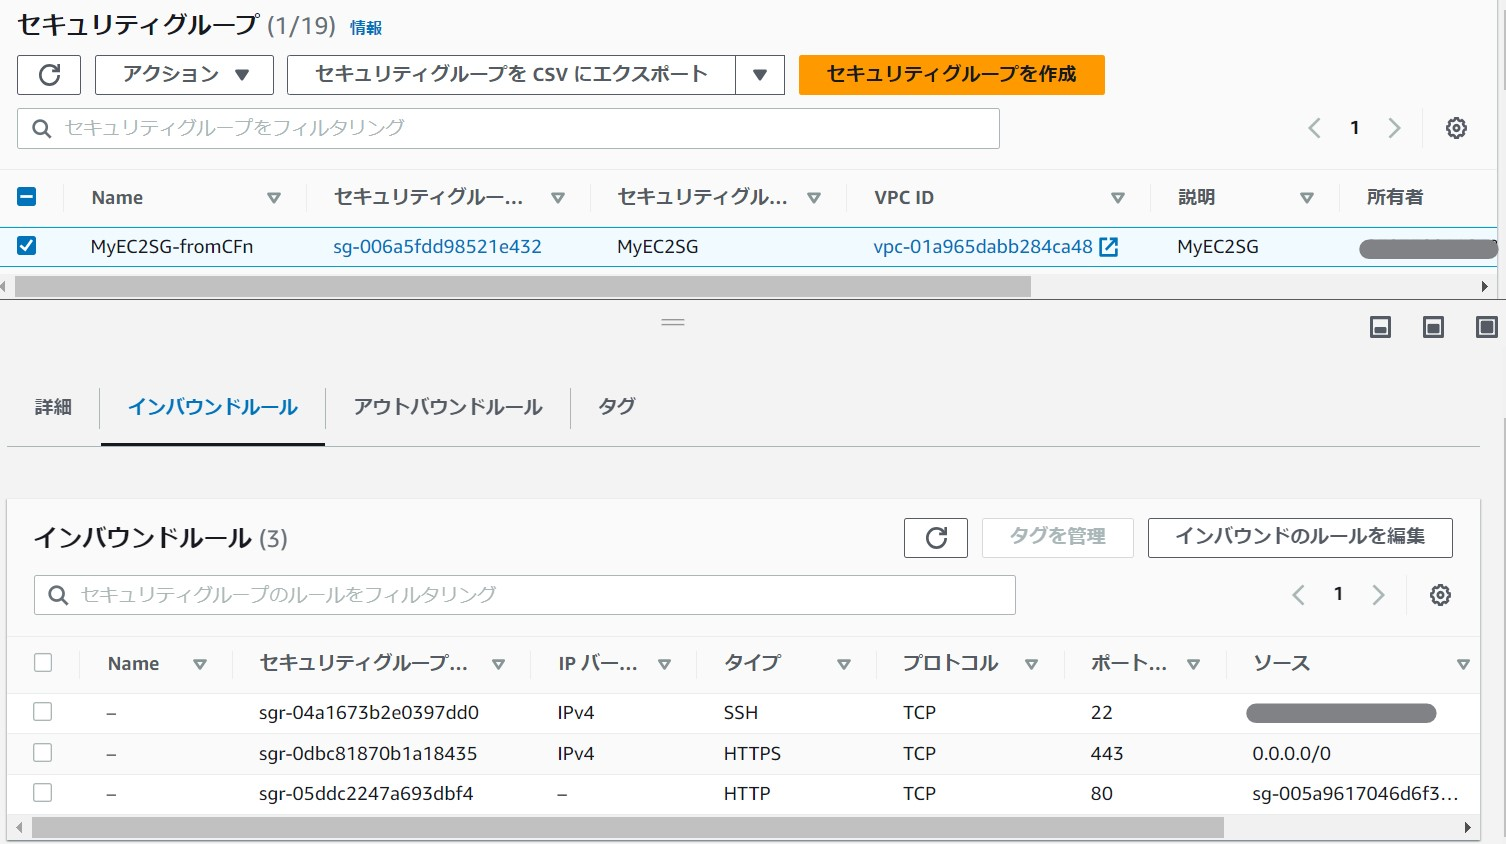 セキュリティグループ (1/19) 情報
アクション セキュリティグループを CSV にエクスポート セキュリティグループを作成
セキュリティグループをフィルタリング 1
Name セキュリティグルー... セキュリティグル... VPC ID 説明 所有者
MyEC2SG-fromCFn sg-006a5fdd98521e432 MyEC2SG vpc-01a965dabb284ca48 MyEC2SG
詳細 インバウンドルール アウトバウンドルール タグ
インバウンドルール (3) タグを管理 インバウンドのルールを編集
セキュリティグループのルールをフィルタリング 1
Name セキュリティグループ... IP バー... タイプ プロトコル ポート... ソース
– sgr-04a1673b2e0397dd0 IPv4 SSH TCP 22
– sgr-0dbc81870b1a18435 IPv4 HTTPS TCP 443 0.0.0.0/0
– sgr-05ddc2247a693dbf4 – HTTP TCP 80 sg-005a9617046d6f3...